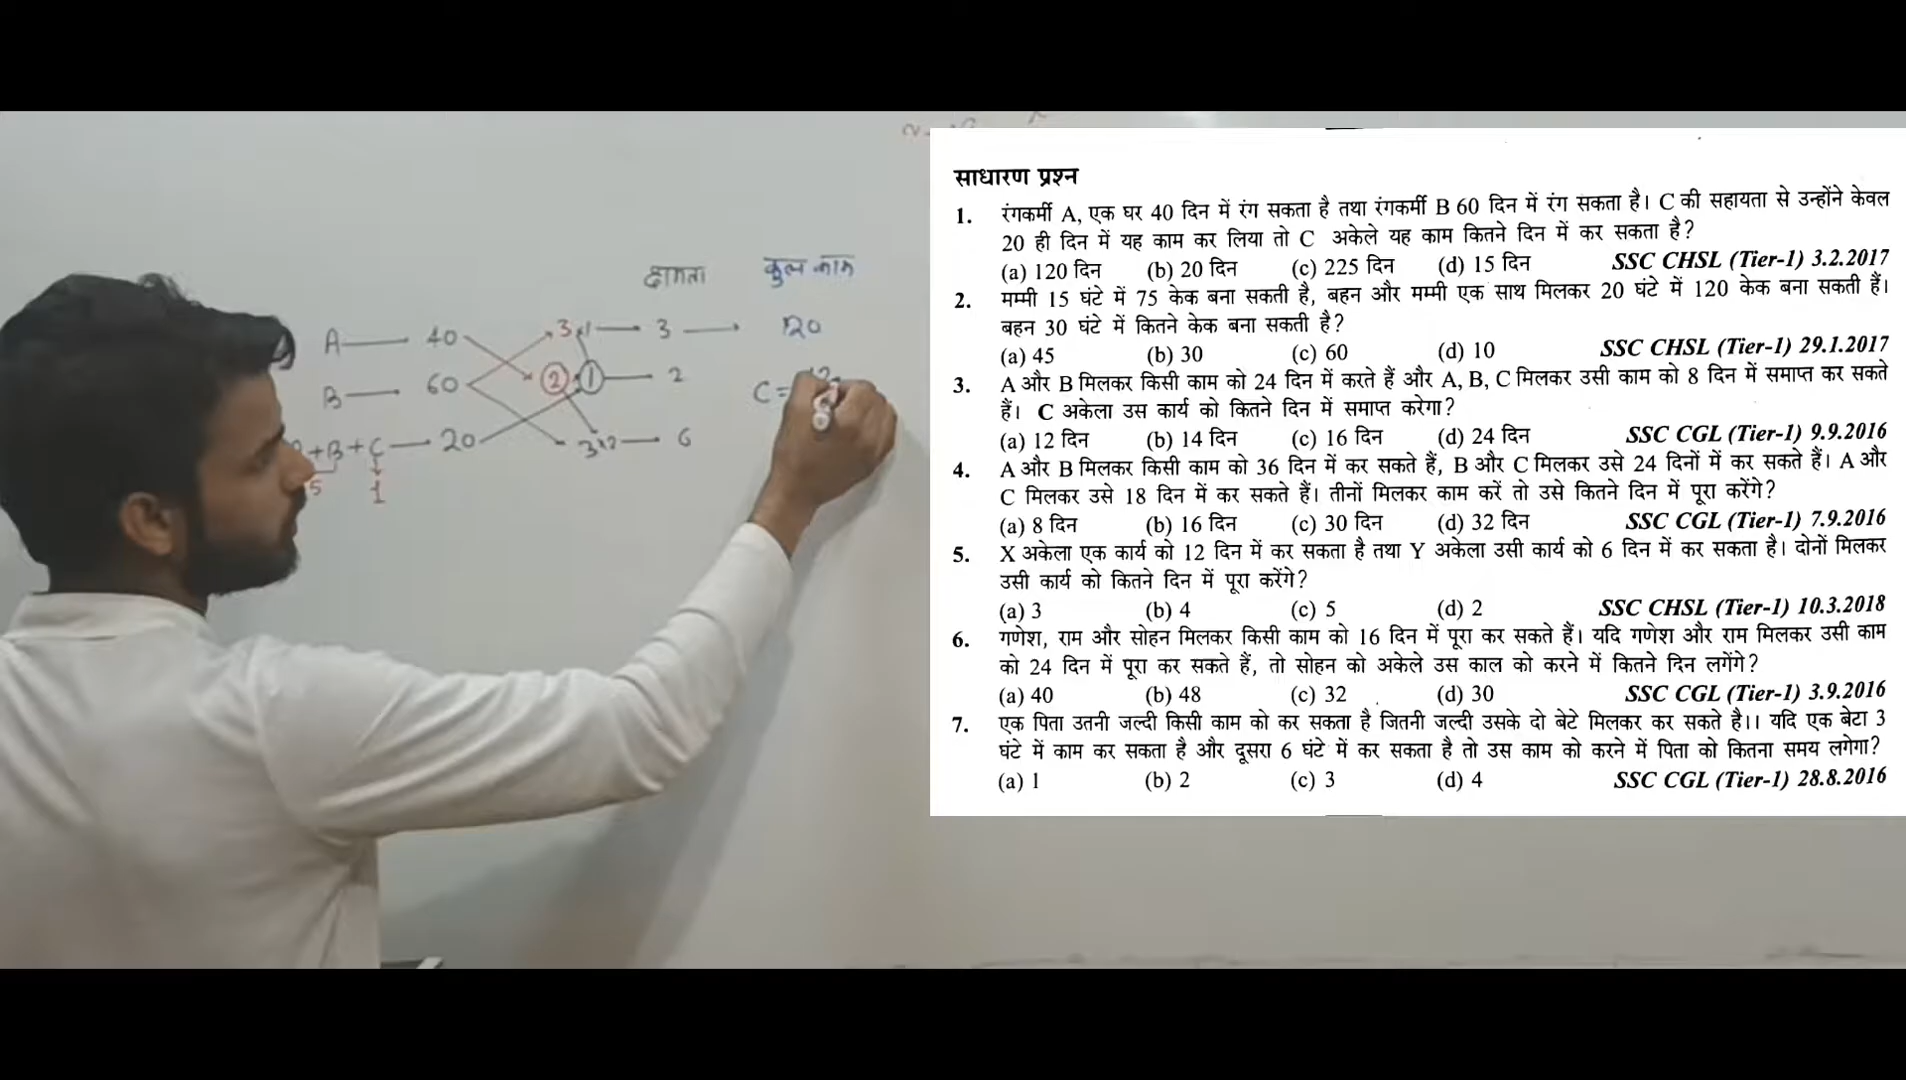 क्षमता कुल काम
A 40 3×1 3 120
B 60 2 1 2
C =
+B+C 20 3×2 6
5 1
साधारण प्रश्न
1. रंगकर्मी A, एक घर 40 दिन में रंग सकता है तथा रंगकर्मी B 60 दिन में रंग सकता है। C की सहायता से उन्होंने केवल
20 ही दिन में यह काम कर लिया तो C अकेले यह काम कितने दिन में कर सकता है?
(a) 120 दिन (b) 20 दिन (c) 225 दिन (d) 15 दिन SSC CHSL (Tier-1) 3.2.2017
2. मम्मी 15 घंटे में 75 केक बना सकती है, बहन और मम्मी एक साथ मिलकर 20 घंटे में 120 केक बना सकती हैं।
बहन 30 घंटे में कितने केक बना सकती है?
(a) 45 (b) 30 (c) 60 (d) 10 SSC CHSL (Tier-1) 29.1.2017
3. A और B मिलकर किसी काम को 24 दिन में करते हैं और A, B, C मिलकर उसी काम को 8 दिन में समाप्त कर सकते
हैं। C अकेला उस कार्य को कितने दिन में समाप्त करेगा?
(a) 12 दिन (b) 14 दिन (c) 16 दिन (d) 24 दिन SSC CGL (Tier-1) 9.9.2016
4. A और B मिलकर किसी काम को 36 दिन में कर सकते हैं, B और C मिलकर उसे 24 दिनों में कर सकते हैं। A और
C मिलकर उसे 18 दिन में कर सकते हैं। तीनों मिलकर काम करें तो उसे कितने दिन में पूरा करेंगे?
(a) 8 दिन (b) 16 दिन (c) 30 दिन (d) 32 दिन SSC CGL (Tier-1) 7.9.2016
5. X अकेला एक कार्य को 12 दिन में कर सकता है तथा Y अकेला उसी कार्य को 6 दिन में कर सकता है। दोनों मिलकर
उसी कार्य को कितने दिन में पूरा करेंगे?
(a) 3 (b) 4 (c) 5 (d) 2 SSC CHSL (Tier-1) 10.3.2018
6. गणेश, राम और सोहन मिलकर किसी काम को 16 दिन में पूरा कर सकते हैं। यदि गणेश और राम मिलकर उसी काम
को 24 दिन में पूरा कर सकते हैं, तो सोहन को अकेले उस काल को करने में कितने दिन लगेंगे?
(a) 40 (b) 48 (c) 32 (d) 30 SSC CGL (Tier-1) 3.9.2016
7. एक पिता उतनी जल्दी किसी काम को कर सकता है जितनी जल्दी उसके दो बेटे मिलकर कर सकते है।। यदि एक बेटा 3
घंटे में काम कर सकता है और दूसरा 6 घंटे में कर सकता है तो उस काम को करने में पिता को कितना समय लगेगा?
(a) 1 (b) 2 (c) 3 (d) 4 SSC CGL (Tier-1) 28.8.2016